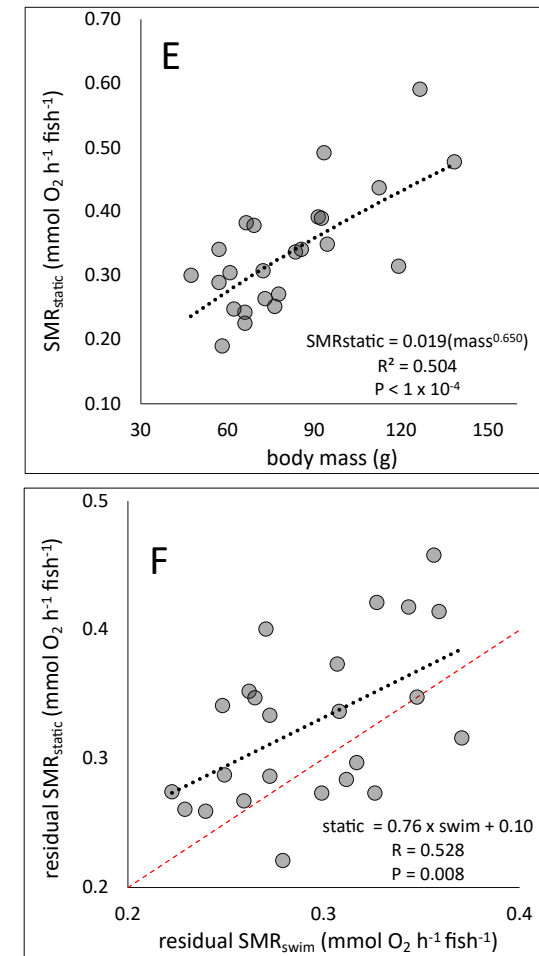 0.70
E
0.60
0.50
0.40
0.30
0.20
0.10
SMRstatic (mmol O2 h-1 fish-1)
SMRstatic = 0.019(mass^0.650)
R² = 0.504
P < 1 x 10-4
30 60 90 120 150
body mass (g)
0.5
F
0.4
0.3
0.2
residual SMRstatic (mmol O2 h-1 fish-1)
static = 0.76 x swim + 0.10
R = 0.528
P = 0.008
0.2 0.3 0.4
residual SMRswim (mmol O2 h-1 fish-1)